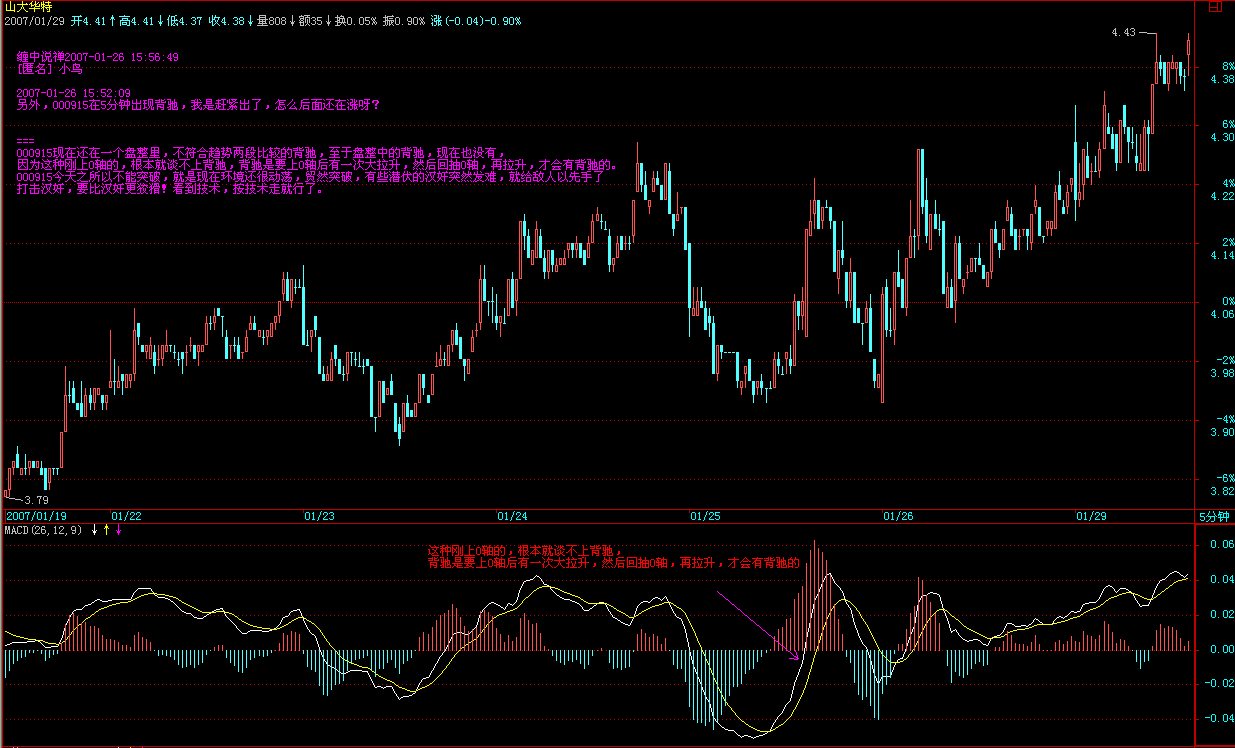 山大华特
2007/01/29 开4.41↑高4.41↓低4.37 收4.38↓量808↓额35↓换0.05% 振0.90% 涨(-0.04)-0.90%
缠中说禅2007-01-26 15:56:49
[匿名] 小鸟
2007-01-26 15:52:09
另外，000915在5分钟出现背驰，我是赶紧出了，怎么后面还在涨呀？
===
000915现在还在一个盘整里，不符合趋势两段比较的背驰，至于盘整中的背驰，现在也没有，
因为这种刚上0轴的，根本就谈不上背驰，背驰是要上0轴后有一次大拉升，然后回抽0轴，再拉升，才会有背驰的。
000915今天之所以不能突破，就是现在环境还很动荡，贸然突破，有些潜伏的汉奸突然发难，就给敌人以先手了
打击汉奸，要比汉奸更狡猾！看到技术，按技术走就行了。
4.43
8%
4.38
6%
4.30
4%
4.22
2%
4.14
0%
4.06
-2%
3.98
-4%
3.90
-6%
3.82
3.79
2007/01/19 01/22 01/23 01/24 01/25 01/26 01/29 5分钟
MACD(26,12,9) ↓ ↑ ↓
这种刚上0轴的，根本就谈不上背驰，
背驰是要上0轴后有一次大拉升，然后回抽0轴，再拉升，才会有背驰的
0.06
0.04
0.02
0.00
-0.02
-0.04